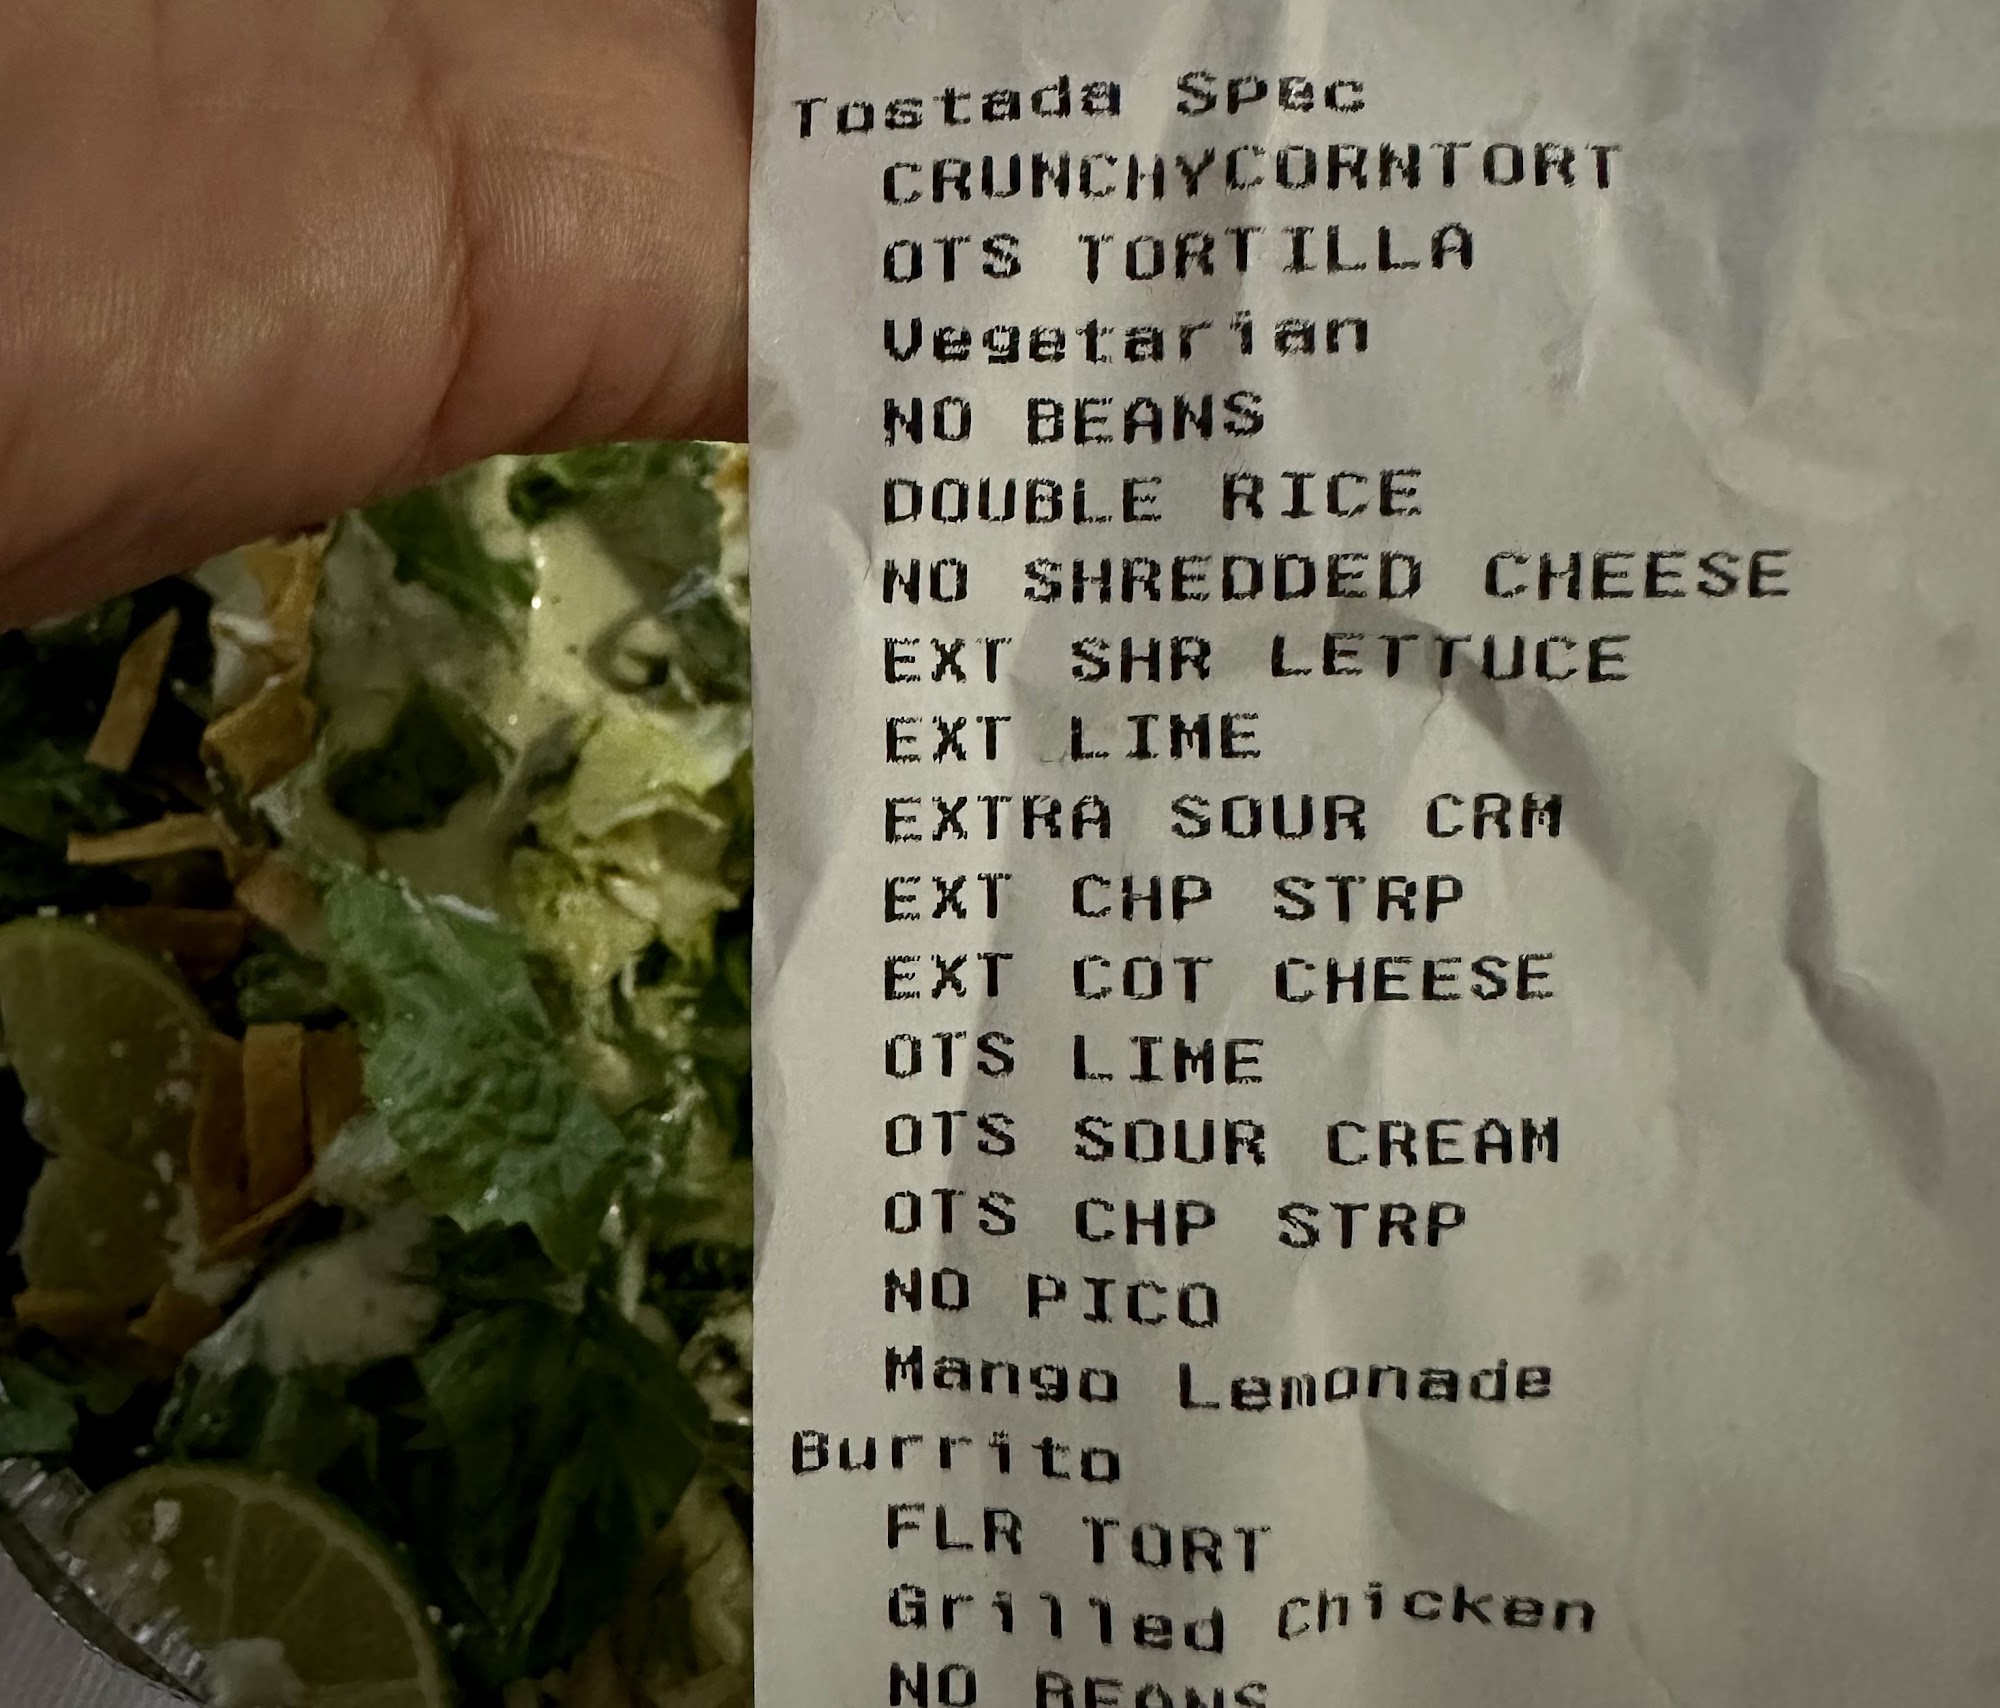 Tostada Spec
CRUNCHYCORNTORT
OTS TORTILLA
Vegetarian
NO BEANS
DOUBLE RICE
NO SHREDDED CHEESE
EXT SHR LETTUCE
EXT LIME
EXTRA SOUR CRM
EXT CHP STRP
EXT COT CHEESE
OTS LIME
OTS SOUR CREAM
OTS CHP STRP
NO PICO
Mango Lemonade
Burrito
FLR TORT
Grilled Chicken
NO BEANS